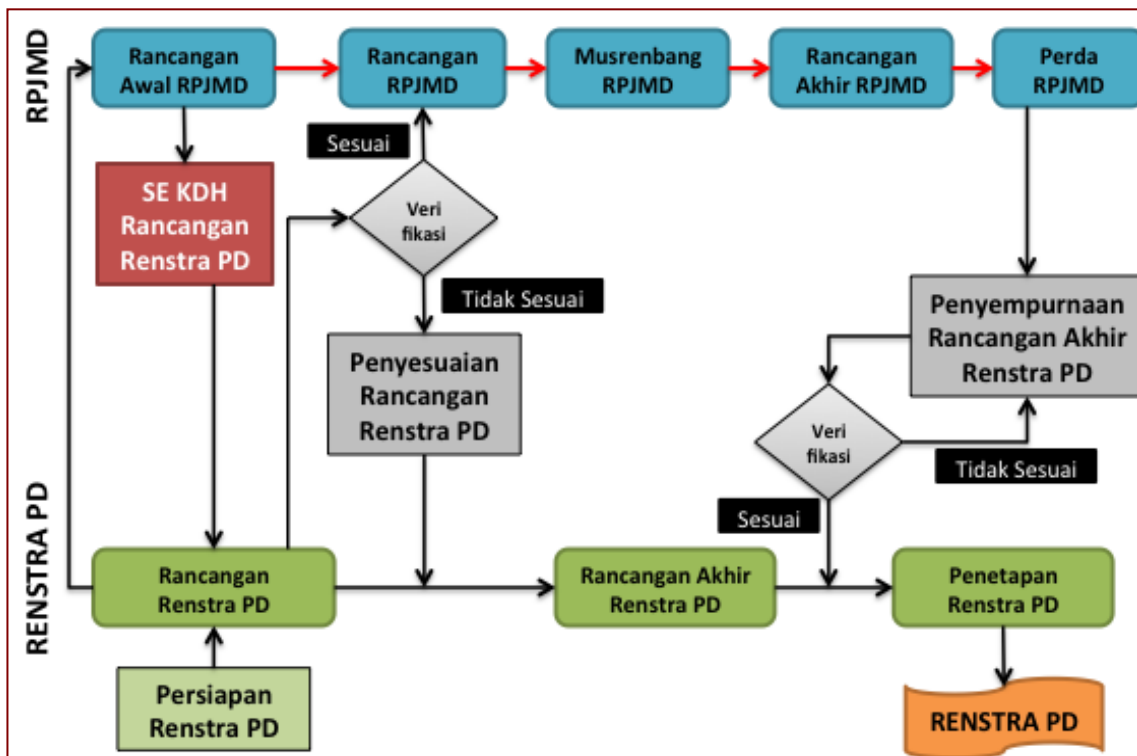 RPJMD
Rancangan
Awal RPJMD
Rancangan
RPJMD
Musrenbang
RPJMD
Rancangan
Akhir RPJMD
Perda
RPJMD
Sesuai
SE KDH
Rancangan
Renstra PD
Veri
fikasi
Tidak Sesuai
Penyesuaian
Rancangan
Renstra PD
Penyempurnaan
Rancangan Akhir
Renstra PD
Veri
fikasi
Tidak Sesuai
Sesuai
RENSTRA PD
Rancangan
Renstra PD
Rancangan Akhir
Renstra PD
Penetapan
Renstra PD
Persiapan
Renstra PD
RENSTRA PD